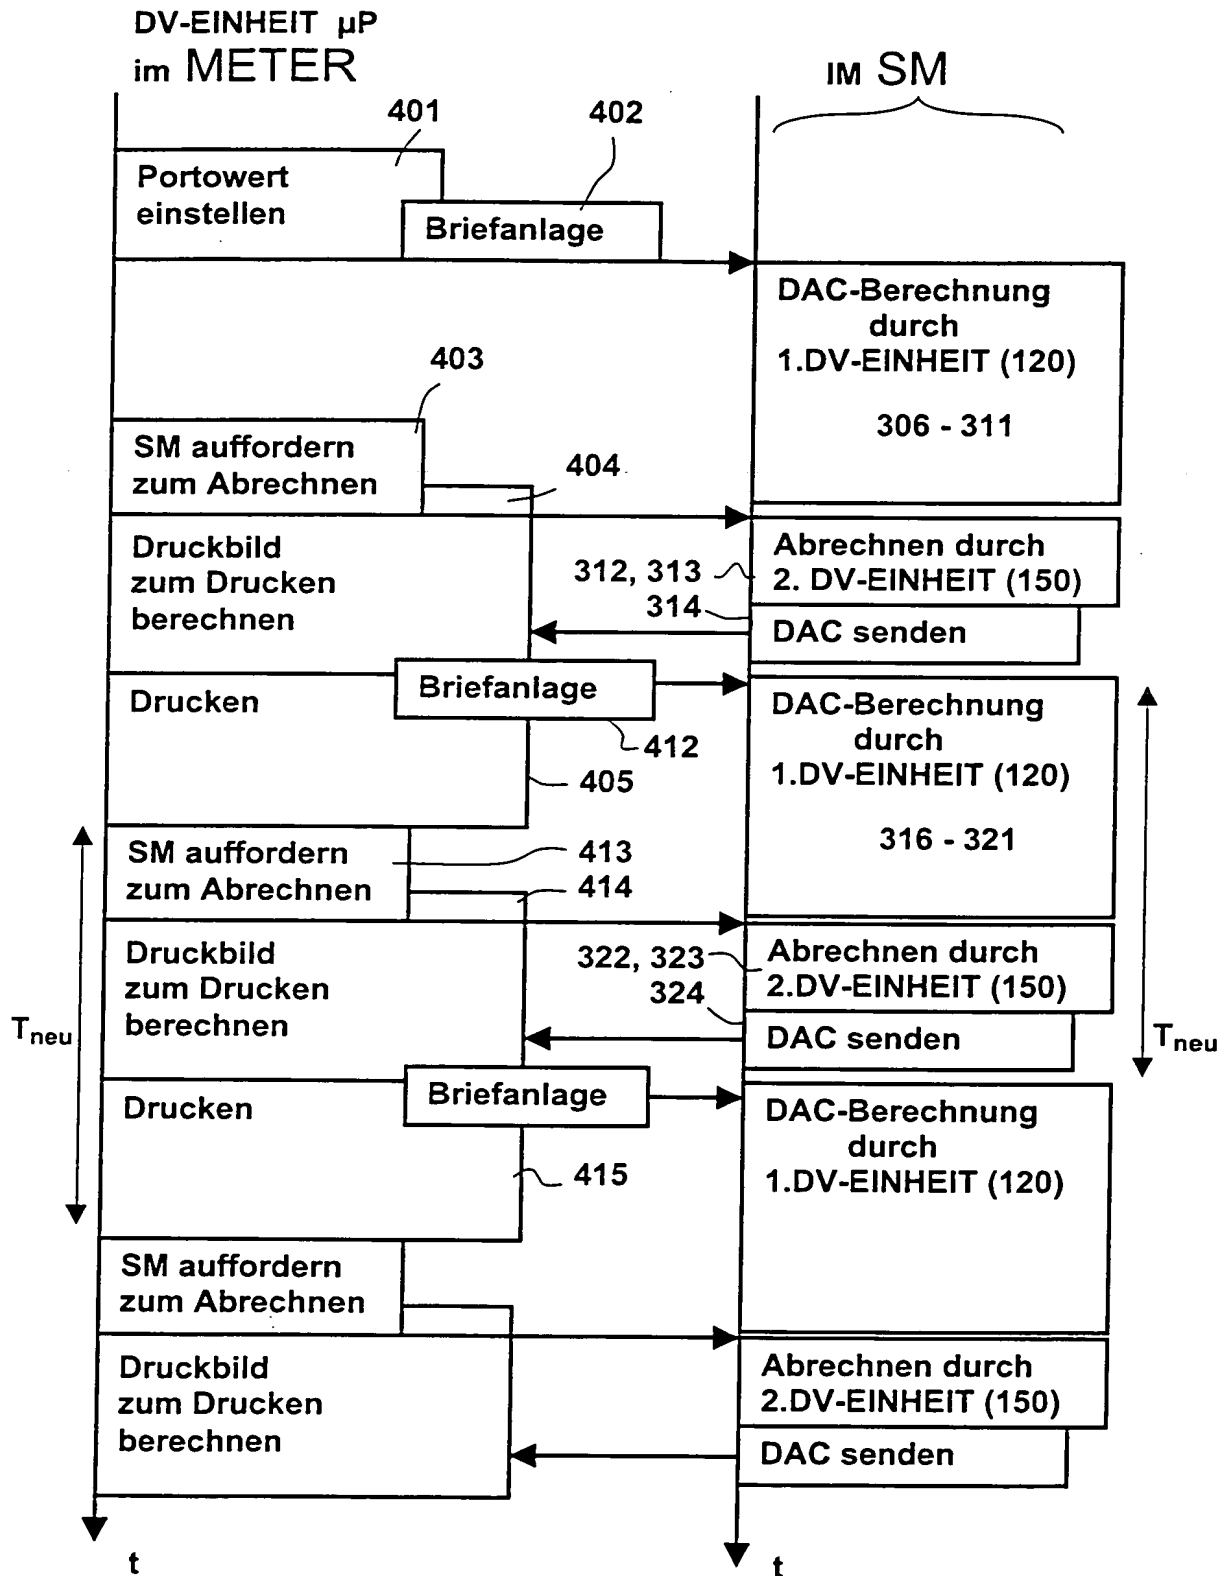 DV-EINHEIT µP
im METER
IM SM
401
402
Portowert
einstellen
Briefanlage
DAC-Berechnung
durch
1.DV-EINHEIT (120)
306 - 311
403
SM auffordern
zum Abrechnen
404
Druckbild
zum Drucken
berechnen
312, 313
314
Abrechnen durch
2. DV-EINHEIT (150)
DAC senden
Drucken
Briefanlage
412
405
DAC-Berechnung
durch
1.DV-EINHEIT (120)
316 - 321
SM auffordern
zum Abrechnen
413
414
Druckbild
zum Drucken
berechnen
322, 323
324
Abrechnen durch
2.DV-EINHEIT (150)
DAC senden
Tneu
Tneu
Drucken
Briefanlage
415
DAC-Berechnung
durch
1.DV-EINHEIT (120)
SM auffordern
zum Abrechnen
Druckbild
zum Drucken
berechnen
Abrechnen durch
2.DV-EINHEIT (150)
DAC senden
t
t